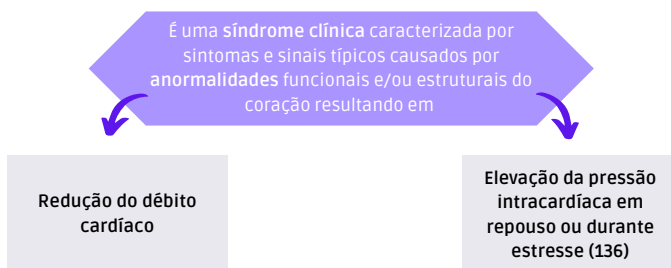 É uma síndrome clínica caracterizada por
sintomas e sinais típicos causados por
anormalidades funcionais e/ou estruturais do
coração resultando em
Redução do débito
cardíaco
Elevação da pressão
intracardíaca em
repouso ou durante
estresse (136)